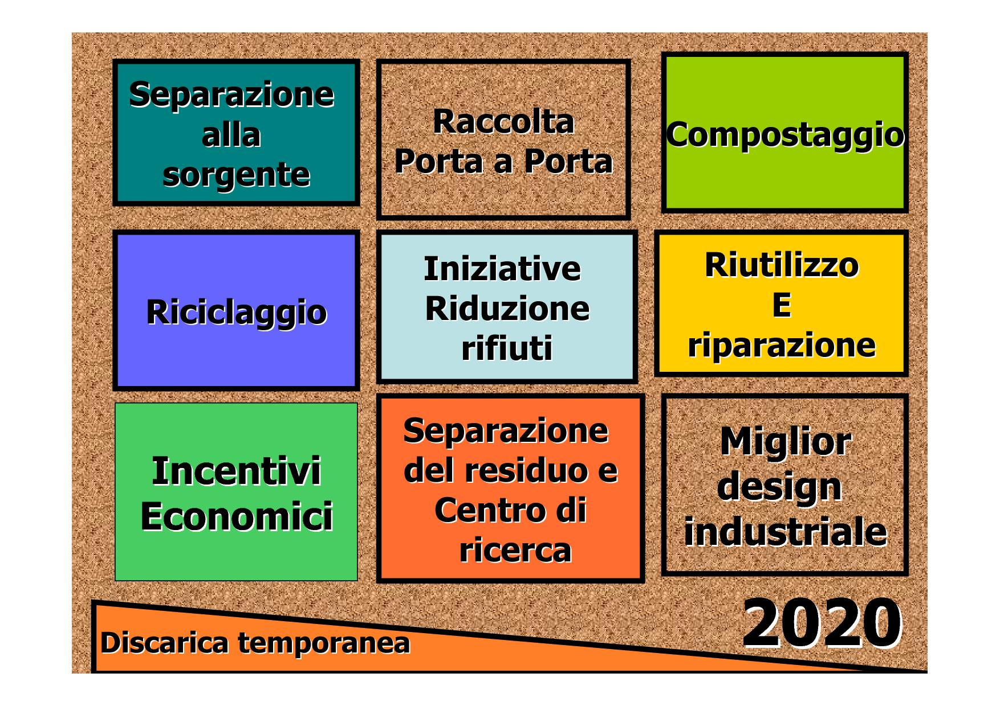 Separazione
alla
sorgente
Raccolta
Porta a Porta
Compostaggio
Riciclaggio
Iniziative
Riduzione
rifiuti
Riutilizzo
E
riparazione
Incentivi
Economici
Separazione
del residuo e
Centro di
ricerca
Miglior
design
industriale
2020
Discarica temporanea